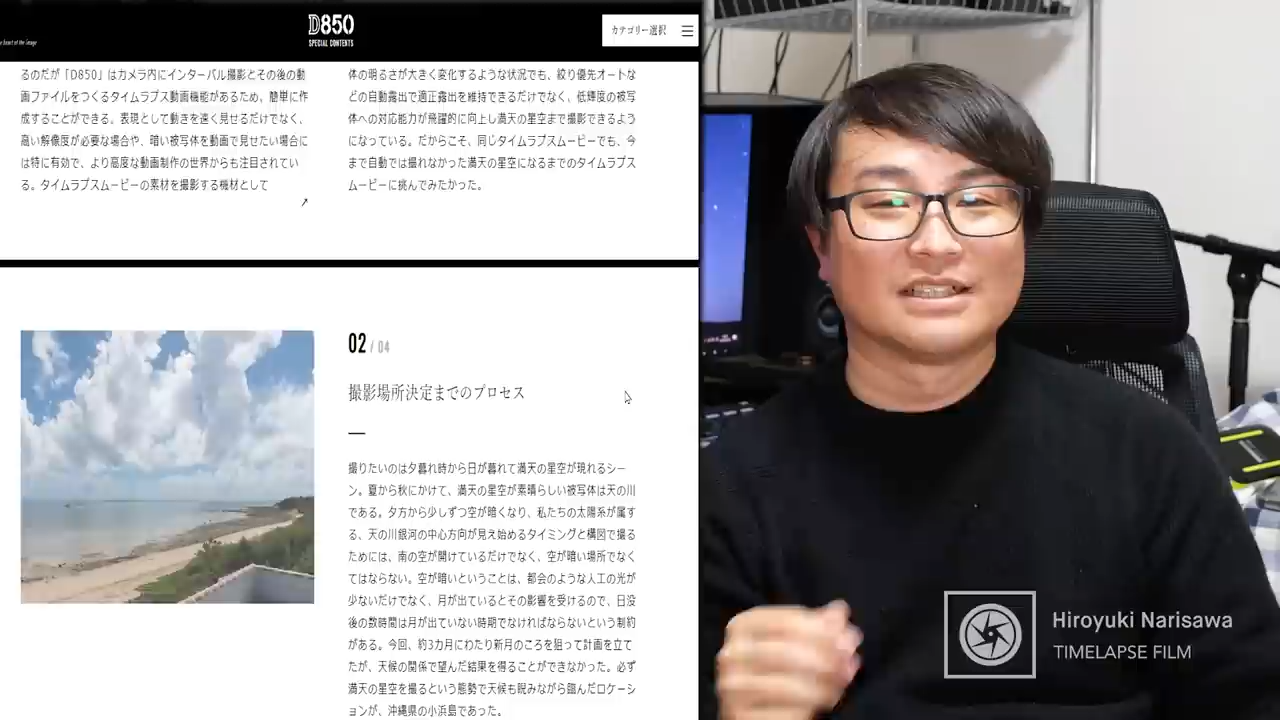 e heart of the image
D850
SPECIAL CONTENTS
カテゴリー選択
るのだが「D850」はカメラ内にインターバル撮影とその後の動
画ファイルをつくるタイムラプス動画機能があるため、簡単に作
成することができる。表現として動きを速く見せるだけでなく、
高い解像度が必要な場合や、暗い被写体を動画で見せたい場合に
は特に有効で、より高度な動画制作の世界からも注目されてい
る。タイムラプスムービーの素材を撮影する機材として
体の明るさが大きく変化するような状況でも、絞り優先オートな
どの自動露出で適正露出を維持できるだけでなく、低輝度の被写
体への対応能力が飛躍的に向上し満天の星空まで撮影できるよう
になっている。だからこそ、同じタイムラプスムービーでも、今
まで自動では撮れなかった満天の星空になるまでのタイムラプス
ムービーに挑んでみたかった。
02 / 04
撮影場所決定までのプロセス
撮りたいのは夕暮れ時から日が暮れて満天の星空が現れるシー
ン。夏から秋にかけて、満天の星空が素晴らしい被写体は天の川
である。夕方から少しずつ空が暗くなり、私たちの太陽系が属す
る、天の川銀河の中心方向が見え始めるタイミングと構図で撮る
ためには、南の空が開けているだけでなく、空が暗い場所でなく
てはならない。空が暗いということは、都会のような人工の光が
少ないだけでなく、月が出ているとその影響を受けるので、日没
後の数時間は月が出ていない時期でなければならないという制約
がある。今回、約3カ月にわたり新月のころを狙って計画を立て
たが、天候の関係で望んだ結果を得ることができなかった。必ず
満天の星空を撮るという態勢で天候も睨みながら臨んだロケーシ
ョンが、沖縄県の小浜島であった。
Hiroyuki Narisawa
TIMELAPSE FILM